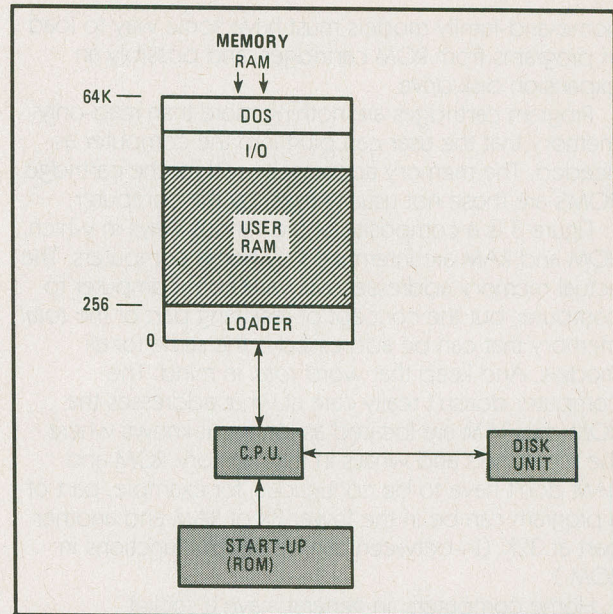 MEMORY
RAM
64K
DOS
I/O
USER
RAM
256
LOADER
0
C.P.U.
DISK
UNIT
START-UP
(ROM)